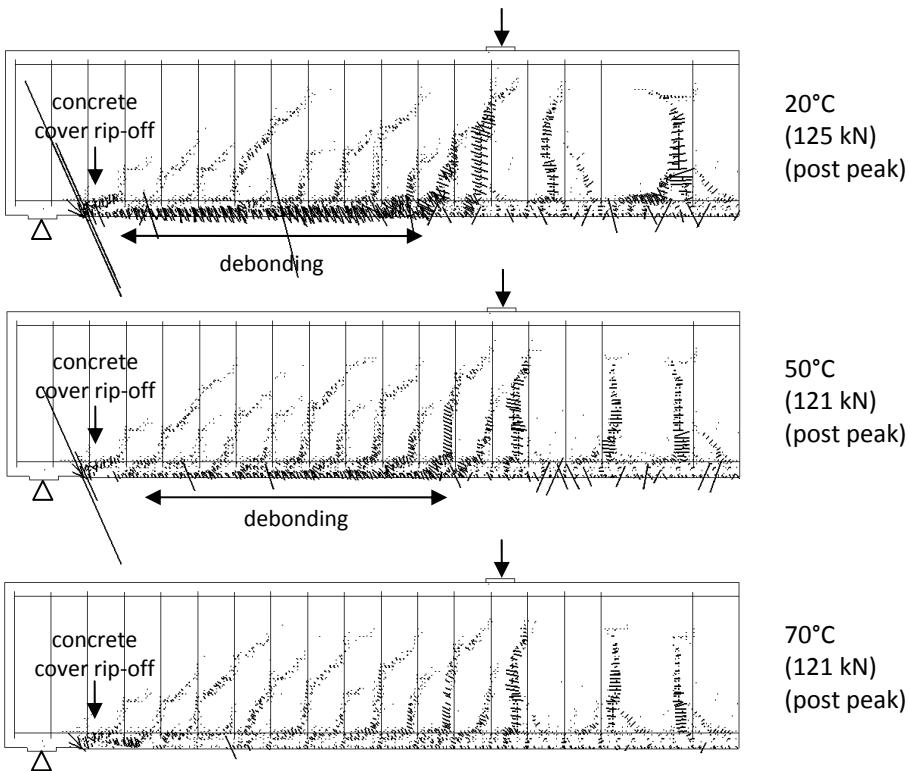 concrete
cover rip-off
debonding
20°C
(125 kN)
(post peak)
concrete
cover rip-off
debonding
50°C
(121 kN)
(post peak)
concrete
cover rip-off
70°C
(121 kN)
(post peak)